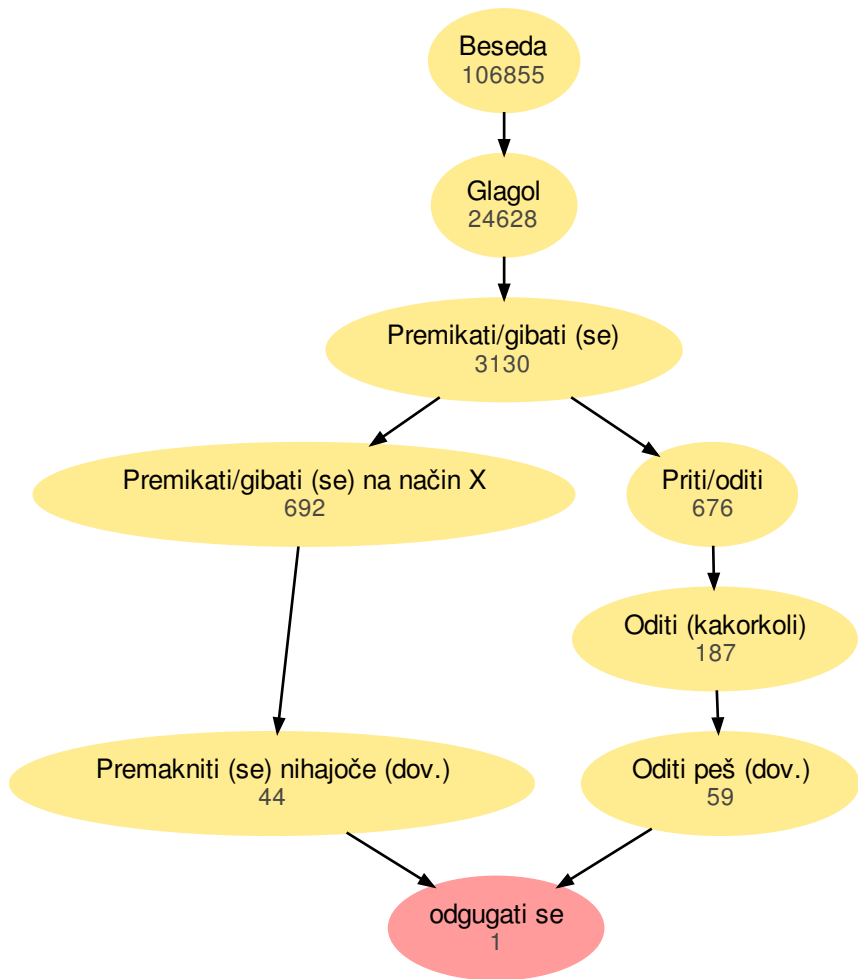 Beseda
106855
Glagol
24628
Premikati/gibati (se)
3130
Premikati/gibati (se) na način X
692
Priti/oditi
676
Oditi (kakorkoli)
187
Premakniti (se) nihajoče (dov.)
44
Oditi peš (dov.)
59
odgugati se
1